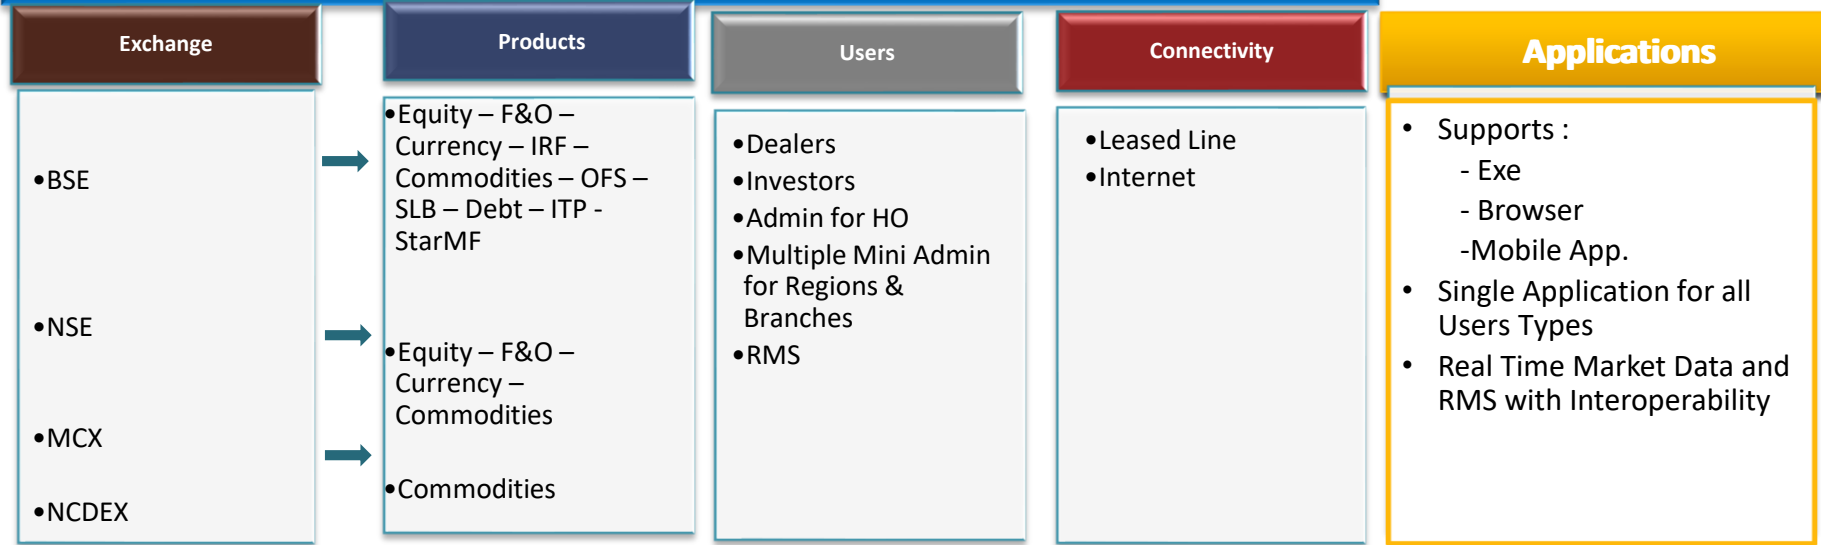 Exchange
•BSE
•NSE
•MCX
•NCDEX
Products
•Equity – F&O –
Currency – IRF –
Commodities – OFS –
SLB – Debt – ITP -
StarMF
•Equity – F&O –
Currency –
Commodities
•Commodities
Users
•Dealers
•Investors
•Admin for HO
•Multiple Mini Admin
for Regions &
Branches
•RMS
Connectivity
•Leased Line
•Internet
Applications
• Supports :
- Exe
- Browser
-Mobile App.
• Single Application for all
Users Types
• Real Time Market Data and
RMS with Interoperability